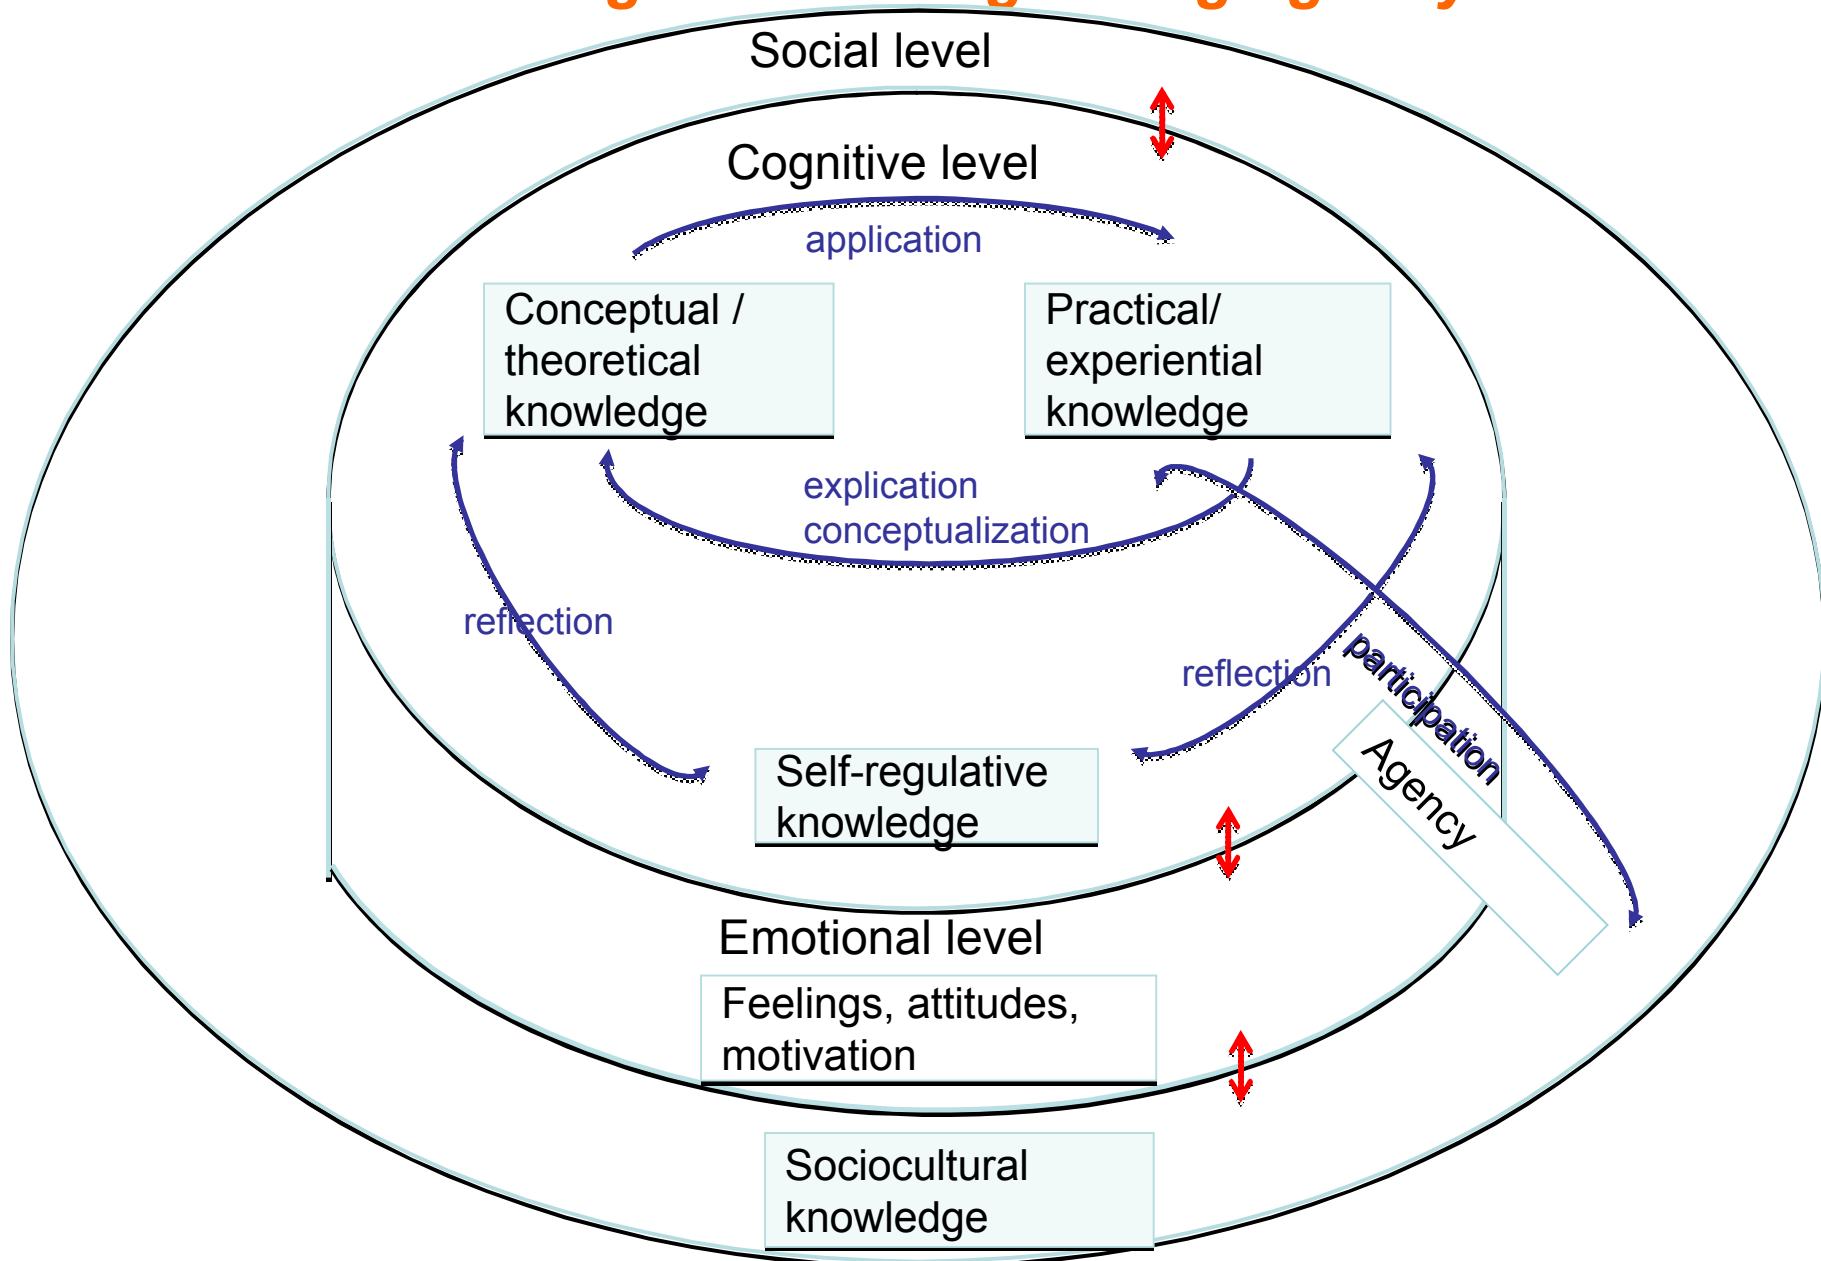 Social level
Cognitive level
application
Conceptual /
theoretical
knowledge
Practical/
experiential
knowledge
explication
conceptualization
reflection
reflection
participation
Agency
Self-regulative
knowledge
Emotional level
Feelings, attitudes,
motivation
Sociocultural
knowledge